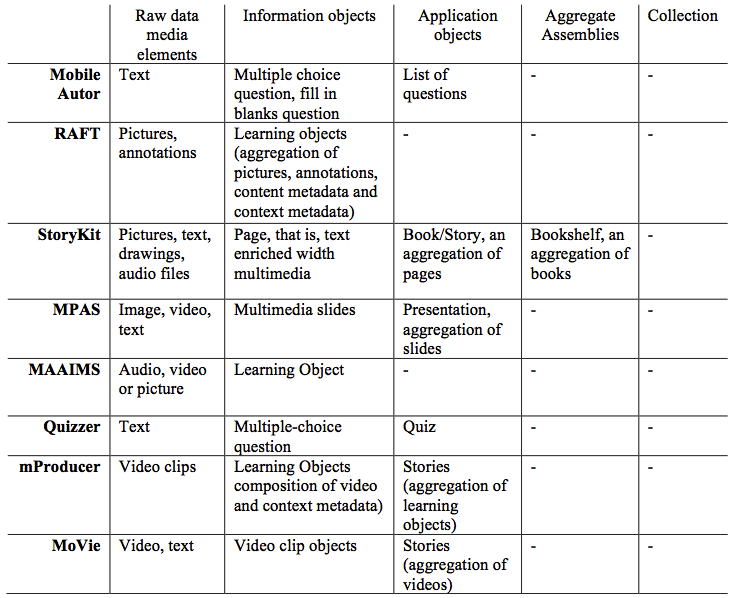 Raw data media elements | Information objects | Application objects | Aggregate Assemblies | Collection
Mobile Autor | Text | Multiple choice question, fill in blanks question | List of questions | - | -
RAFT | Pictures, annotations | Learning objects (aggregation of pictures, annotations, content metadata and context metadata) | - | - | -
StoryKit | Pictures, text, drawings, audio files | Page, that is, text enriched width multimedia | Book/Story, an aggregation of pages | Bookshelf, an aggregation of books | -
MPAS | Image, video, text | Multimedia slides | Presentation, aggregation of slides | - | -
MAAIMS | Audio, video or picture | Learning Object | - | - | -
Quizzer | Text | Multiple-choice question | Quiz | - | -
mProducer | Video clips | Learning Objects composition of video and context metadata) | Stories (aggregation of learning objects) | - | -
MoVie | Video, text | Video clip objects | Stories (aggregation of videos) | - | -